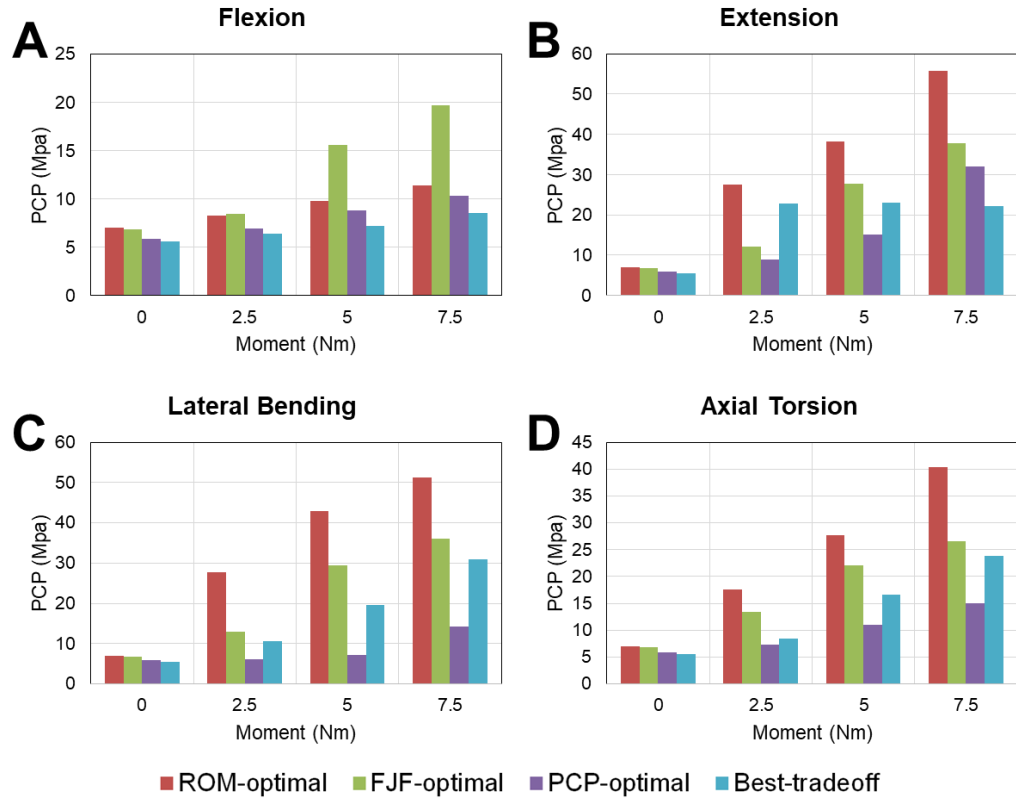 A
Flexion
25
20
15
10
5
0
PCP (Mpa)
0 2.5 5 7.5
Moment (Nm)
B
Extension
60
50
40
30
20
10
0
PCP (Mpa)
0 2.5 5 7.5
Moment (Nm)
C
Lateral Bending
60
50
40
30
20
10
0
PCP (Mpa)
0 2.5 5 7.5
Moment (Nm)
D
Axial Torsion
45
40
35
30
25
20
15
10
5
0
PCP (Mpa)
0 2.5 5 7.5
Moment (Nm)
ROM-optimal FJF-optimal PCP-optimal Best-tradeoff